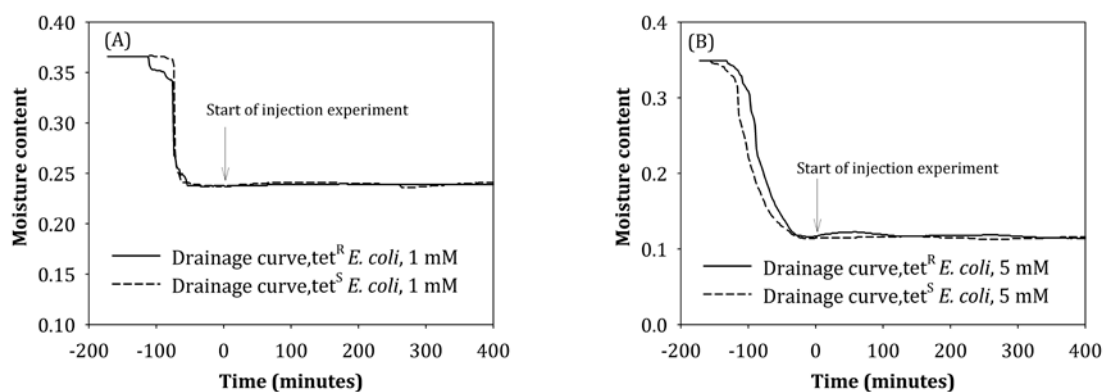 (A)
0.40
0.35
0.30
0.25
0.20
0.15
0.10
Moisture content
Start of injection experiment
Drainage curve,tet^R E. coli, 1 mM
Drainage curve,tet^S E. coli, 1 mM
-200 -100 0 100 200 300 400
Time (minutes)
(B)
0.4
0.3
0.2
0.1
0.0
Moisture content
Start of injection experiment
Drainage curve,tet^R E. coli, 5 mM
Drainage curve,tet^S E. coli, 5 mM
-200 -100 0 100 200 300 400
Time (minutes)